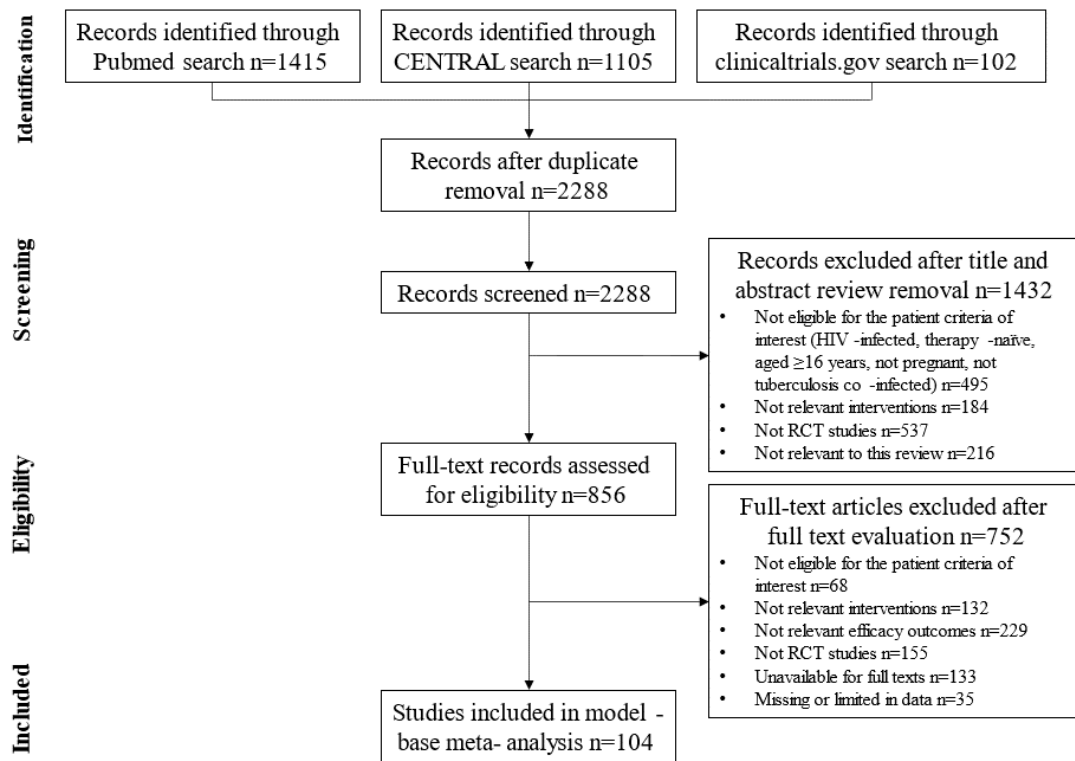 Identification
Records identified through
Pubmed search n=1415
Records identified through
CENTRAL search n=1105
Records identified through
clinicaltrials.gov search n=102
Records after duplicate
removal n=2288
Screening
Records screened n=2288
Records excluded after title and
abstract review removal n=1432
• Not eligible for the patient criteria of
interest (HIV -infected, therapy -naïve,
aged ≥16 years, not pregnant, not
tuberculosis co -infected) n=495
• Not relevant interventions n=184
• Not RCT studies n=537
• Not relevant to this review n=216
Eligibility
Full-text records assessed
for eligibility n=856
Full-text articles excluded after
full text evaluation n=752
• Not eligible for the patient criteria of
interest n=68
• Not relevant interventions n=132
• Not relevant efficacy outcomes n=229
• Not RCT studies n=155
• Unavailable for full texts n=133
• Missing or limited in data n=35
Included
Studies included in model -
base meta- analysis n=104